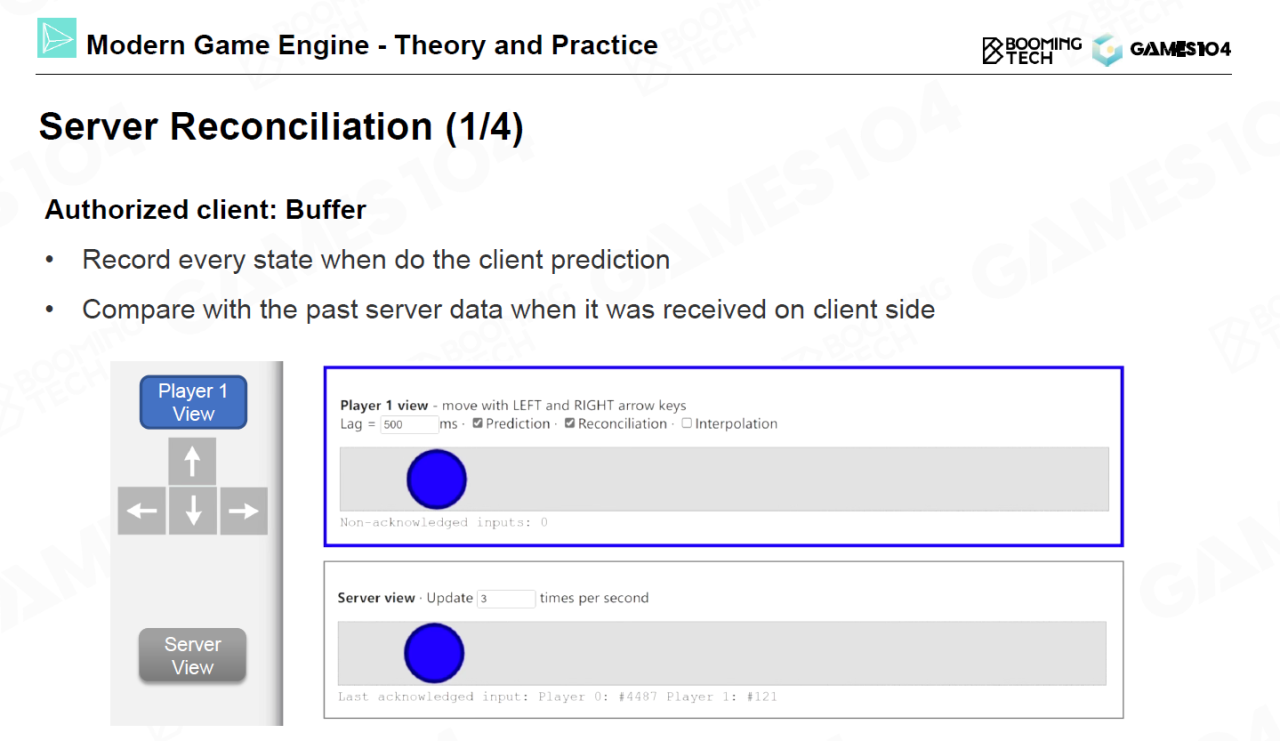 Modern Game Engine - Theory and Practice
BOOMING
TECH
GAMES104
Server Reconciliation (1/4)
Authorized client: Buffer
• Record every state when do the client prediction
• Compare with the past server data when it was received on client side
Player 1
View
Player 1 view - move with LEFT and RIGHT arrow keys
Lag = 500 ms · Prediction · Reconciliation · Interpolation
Non-acknowledged inputs: 0
Server
View
Server view · Update 3 times per second
Last acknowledged input: Player 0: #4487 Player 1: #121